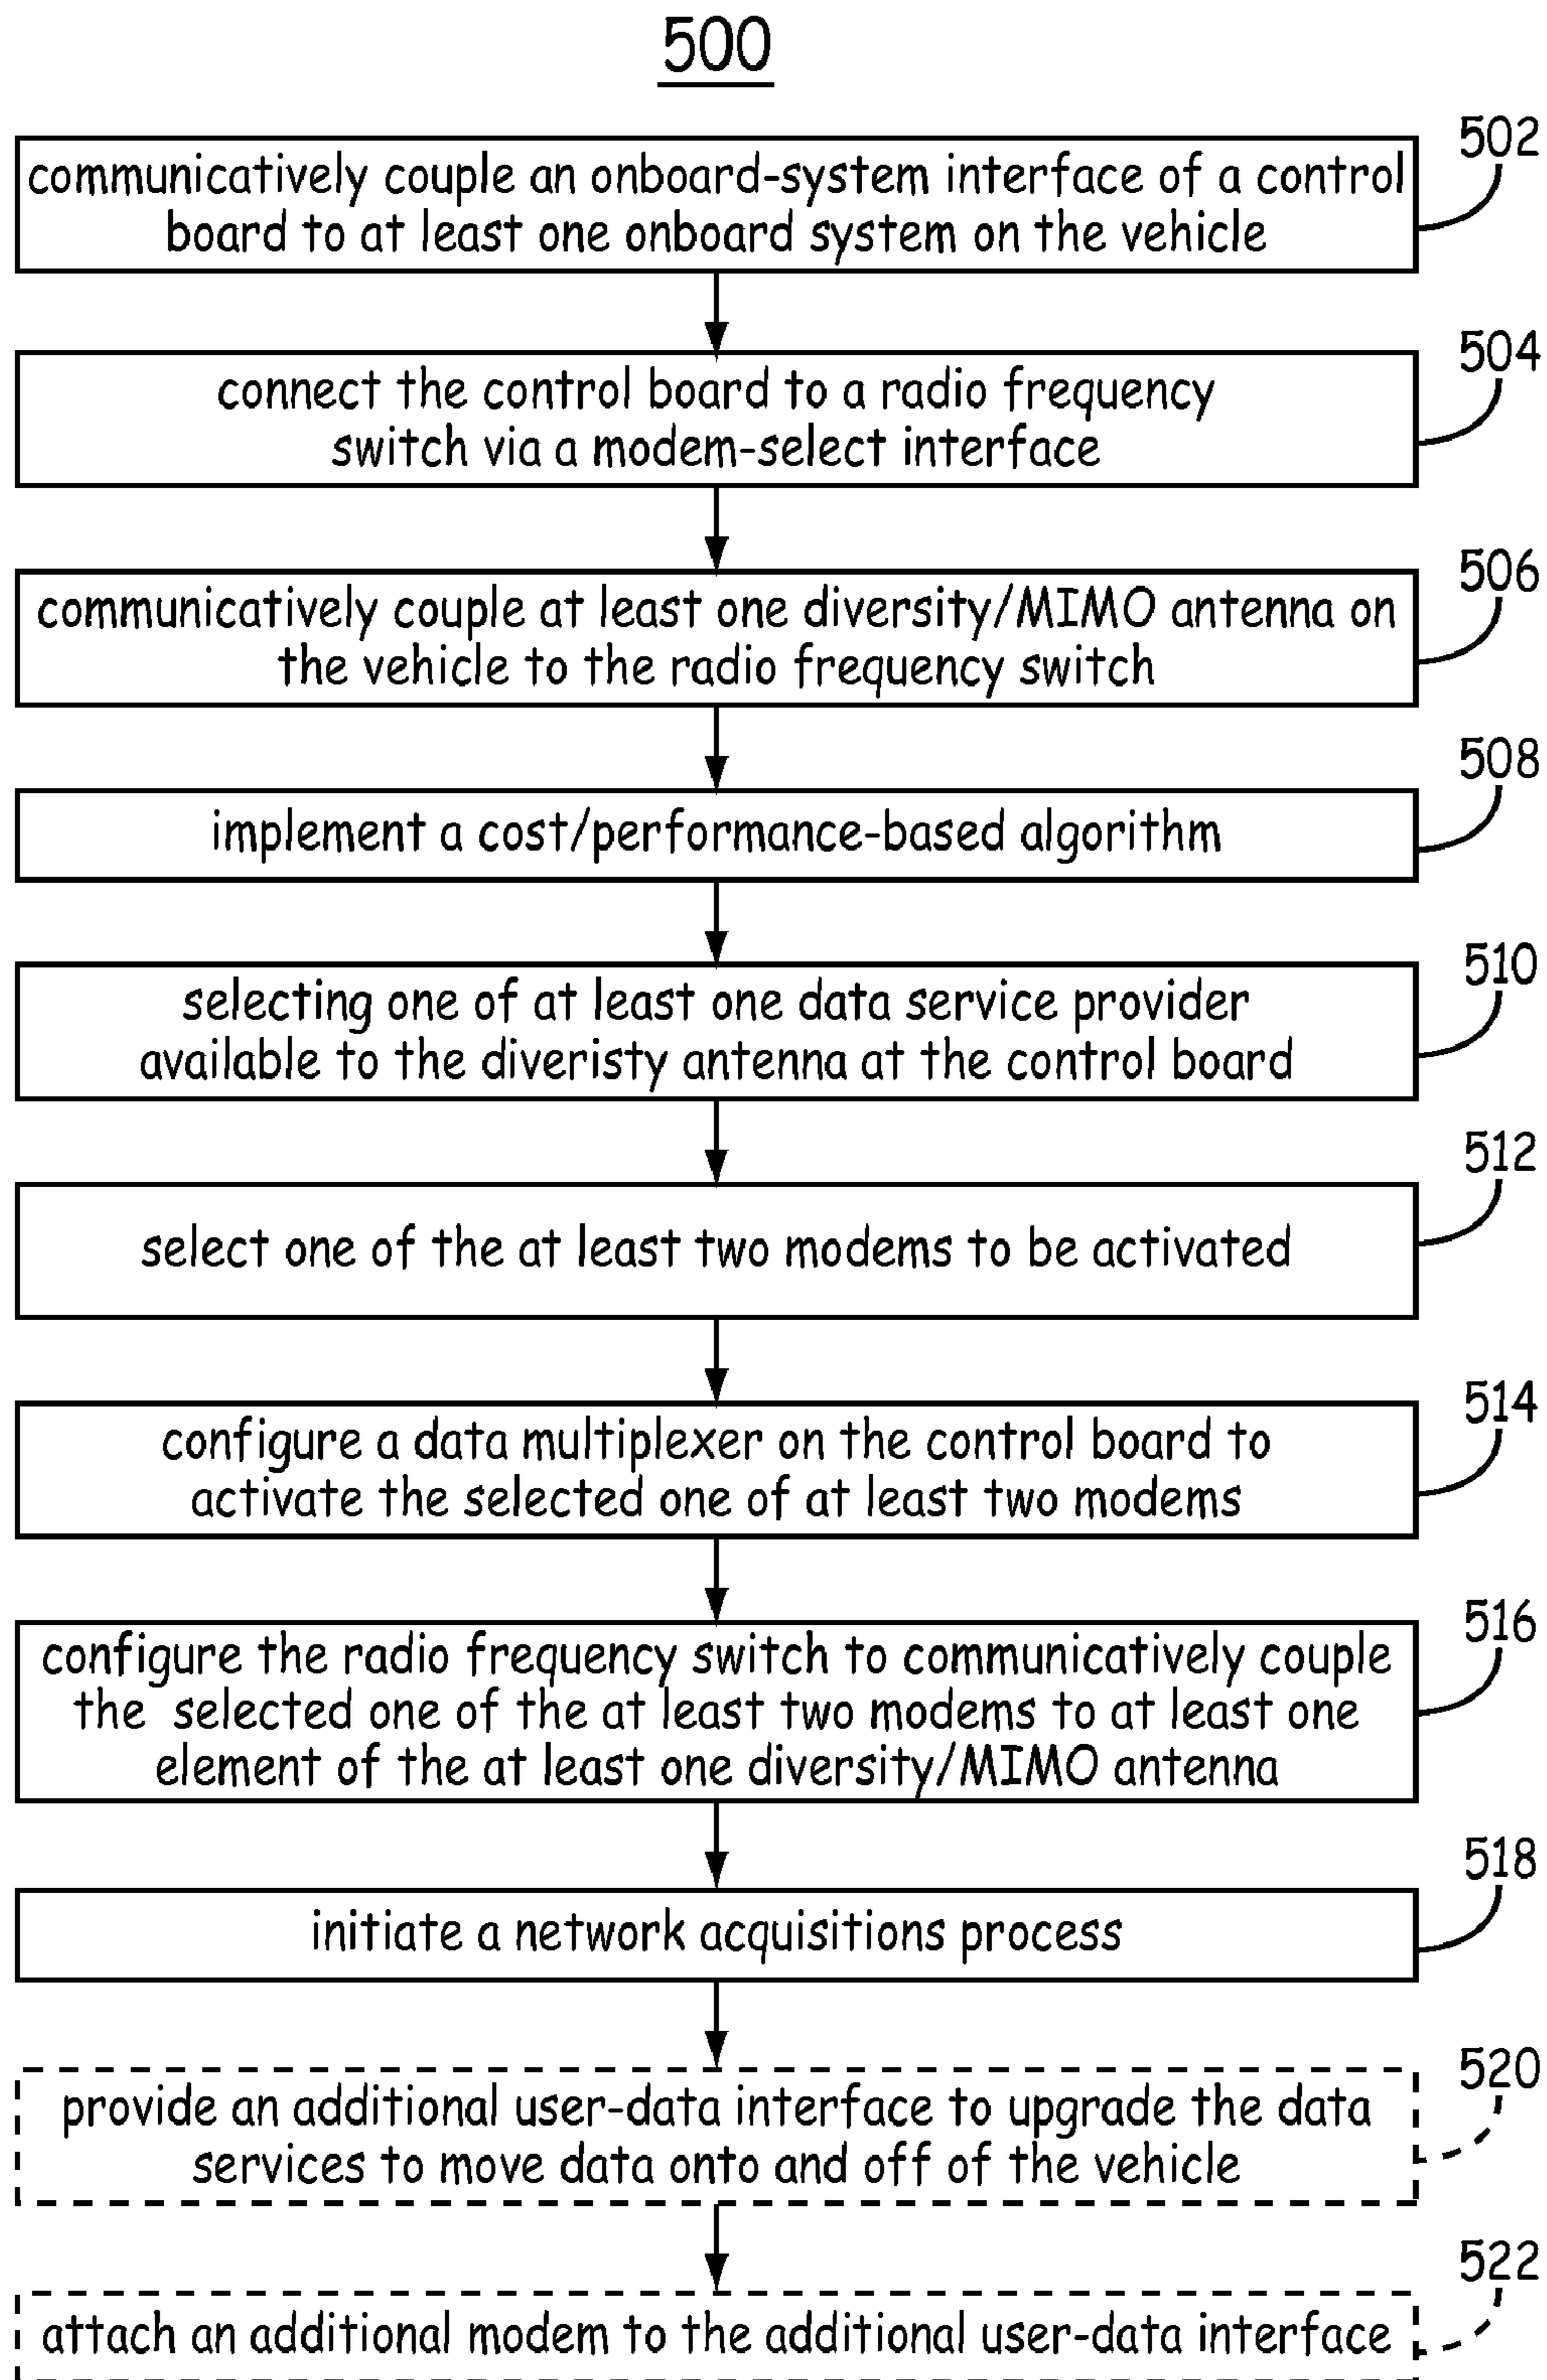 500
502
communicatively couple an onboard-system interface of a control
board to at least one onboard system on the vehicle
504
connect the control board to a radio frequency
switch via a modem-select interface
506
communicatively couple at least one diversity/MIMO antenna on
the vehicle to the radio frequency switch
508
implement a cost/performance-based algorithm
510
selecting one of at least one data service provider
available to the diveristy antenna at the control board
512
select one of the at least two modems to be activated
514
configure a data multiplexer on the control board to
activate the selected one of at least two modems
516
configure the radio frequency switch to communicatively couple
the selected one of the at least two modems to at least one
element of the at least one diversity/MIMO antenna
518
initiate a network acquisitions process
520
provide an additional user-data interface to upgrade the data
services to move data onto and off of the vehicle
522
attach an additional modem to the additional user-data interface